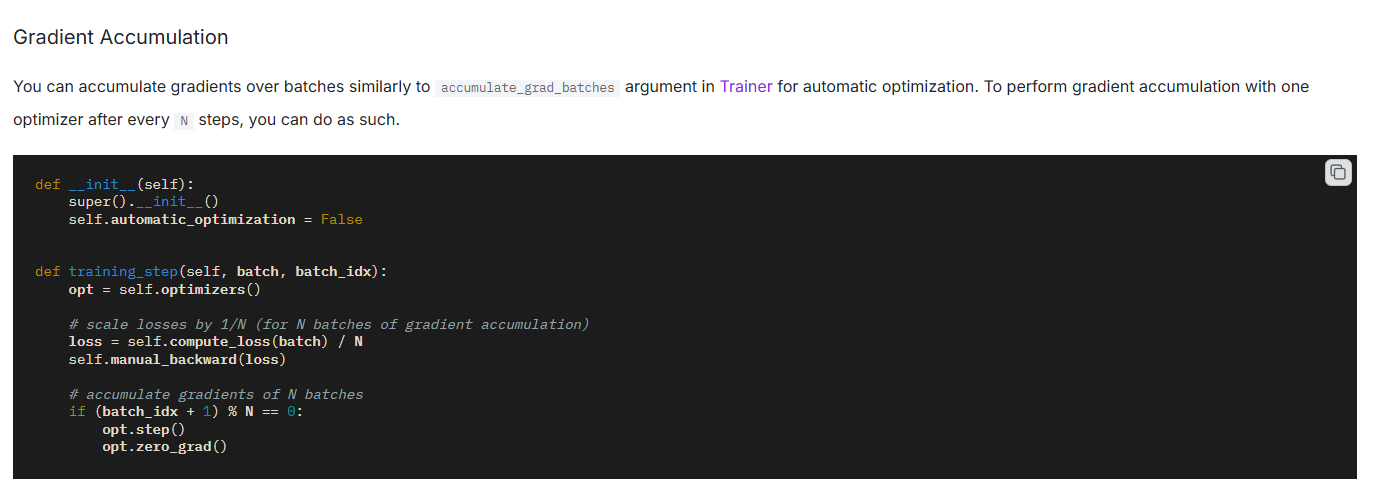 Gradient Accumulation
You can accumulate gradients over batches similarly to accumulate_grad_batches argument in Trainer for automatic optimization. To perform gradient accumulation with one
optimizer after every N steps, you can do as such.
def __init__(self):
    super().__init__()
    self.automatic_optimization = False
def training_step(self, batch, batch_idx):
    opt = self.optimizers()
    # scale losses by 1/N (for N batches of gradient accumulation)
    loss = self.compute_loss(batch) / N
    self.manual_backward(loss)
    # accumulate gradients of N batches
    if (batch_idx + 1) % N == 0:
        opt.step()
        opt.zero_grad()